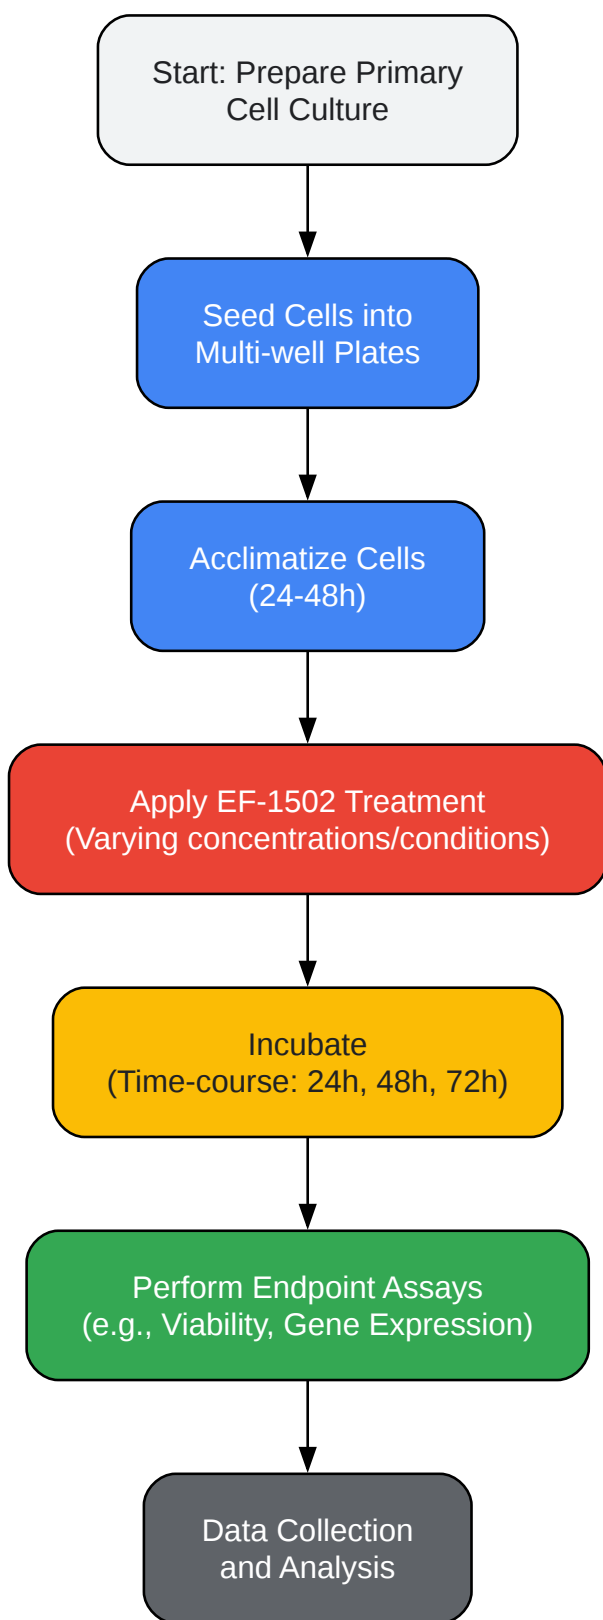 Start: Prepare Primary
Cell Culture
Seed Cells into
Multi-well Plates
Acclimatize Cells
(24-48h)
Apply EF-1502 Treatment
(Varying concentrations/conditions)
Incubate
(Time-course: 24h, 48h, 72h)
Perform Endpoint Assays
(e.g., Viability, Gene Expression)
Data Collection
and Analysis